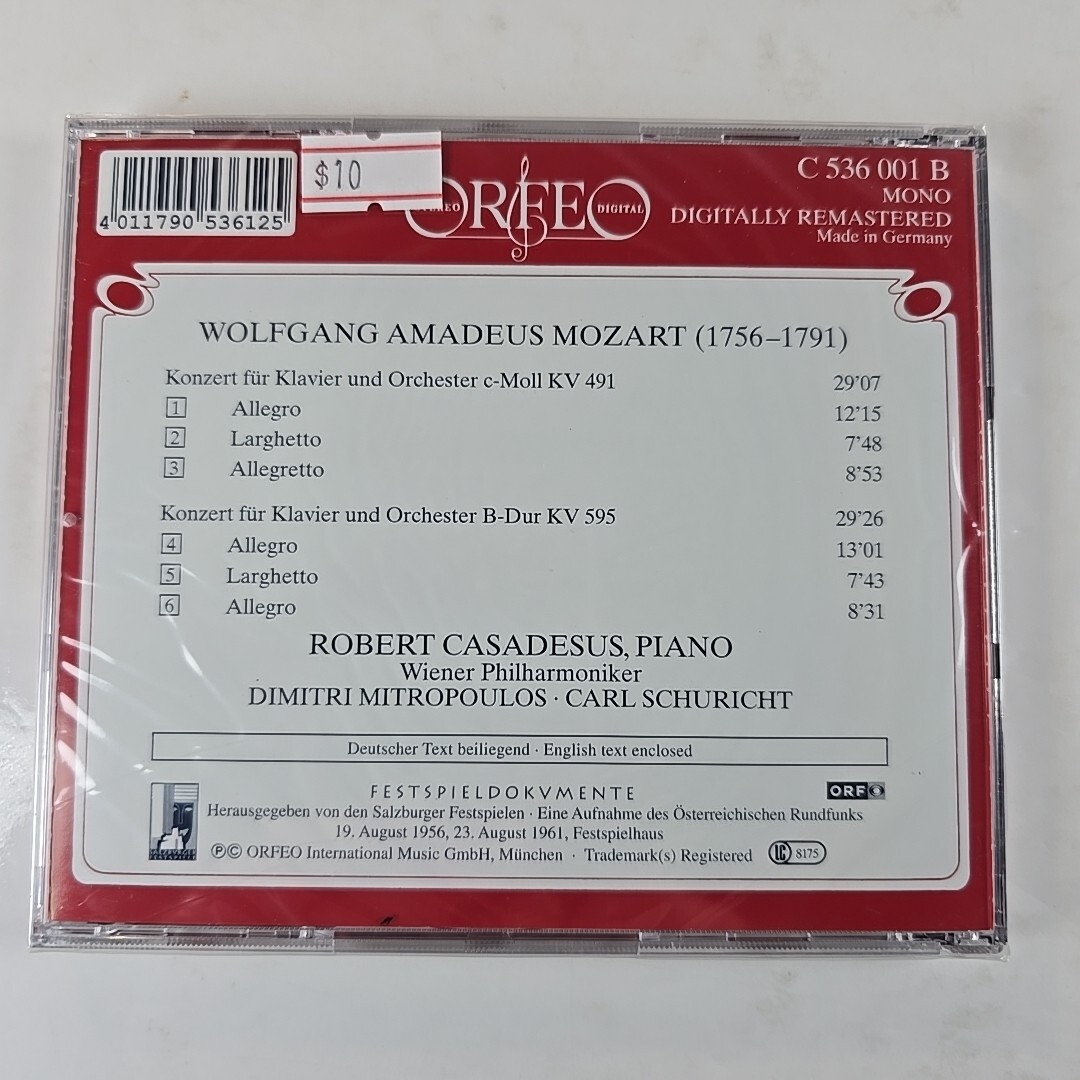 4 011790 536125
$10
ORFEO
DIGITAL
C 536 001 B
MONO
DIGITALLY REMASTERED
Made in Germany
WOLFGANG AMADEUS MOZART (1756–1791)
Konzert für Klavier und Orchester c-Moll KV 491 29’07
1 Allegro 12’15
2 Larghetto 7’48
3 Allegretto 8’53
Konzert für Klavier und Orchester B-Dur KV 595 29’26
4 Allegro 13’01
5 Larghetto 7’43
6 Allegro 8’31
ROBERT CASADESUS, PIANO
Wiener Philharmoniker
DIMITRI MITROPOULOS · CARL SCHURICHT
Deutscher Text beiliegend · English text enclosed
FESTSPIELDOKVMENTE
ORF
Herausgegeben von den Salzburger Festspielen · Eine Aufnahme des Österreichischen Rundfunks
19. August 1956, 23. August 1961, Festspielhaus
℗© ORFEO International Music GmbH, München · Trademark(s) Registered LC 8175